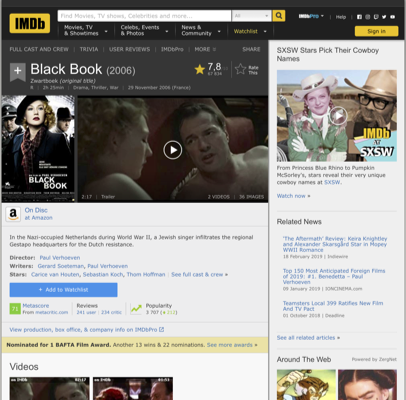 IMDb
Find Movies, TV shows, Celebrities and more...
All
IMDbPro
Help
Movies, TV
& Showtimes
Celebs, Events
& Photos
News &
Community
Watchlist
Sign in
FULL CAST AND CREW | TRIVIA | USER REVIEWS | IMDbPro | MORE
SHARE
+
Black Book (2006)
Zwartboek (original title)
R | 2h 25min | Drama, Thriller, War | 29 November 2006 (France)
7,8
Rate
This
BLACK
BOOK
2:17 | Trailer
2 VIDEOS | 36 IMAGES
a
On Disc
at Amazon
In the Nazi-occupied Netherlands during World War II, a Jewish singer infiltrates the regional
Gestapo headquarters for the Dutch resistance.
Director: Paul Verhoeven
Writers: Gerard Soeteman, Paul Verhoeven
Stars: Carice van Houten, Sebastian Koch, Thom Hoffman | See full cast & crew »
+ Add to Watchlist
71
Metascore
From metacritic.com
Reviews
241 user | 234 critic
Popularity
3 707
View production, box office, & company info on IMDbPro
Nominated for 1 BAFTA Film Award. Another 13 wins & 22 nominations. See more awards »
Videos
SXSW Stars Pick Their Cowboy
Names
IMDb
AT
SXSW
From Princess Blue Rhino to Pumpkin
McSorley's, stars reveal their very
unique cowboy names at SXSW.
Watch now »
Related News
'The Aftermath' Review: Keira Knightley
and Alexander Skarsgård Star in Mopey
WWII Romance
18 February 2019 | Indiewire
Top 150 Most Anticipated Foreign Films
of 2019: #1. Benedetta – Paul
Verhoeven
09 January 2019 | IONCINEMA.com
Teamsters Local 399 Ratifies New Film
And TV Pact
01 October 2018 | Deadline
See all related articles »
Around The Web
Powered by ZergNet